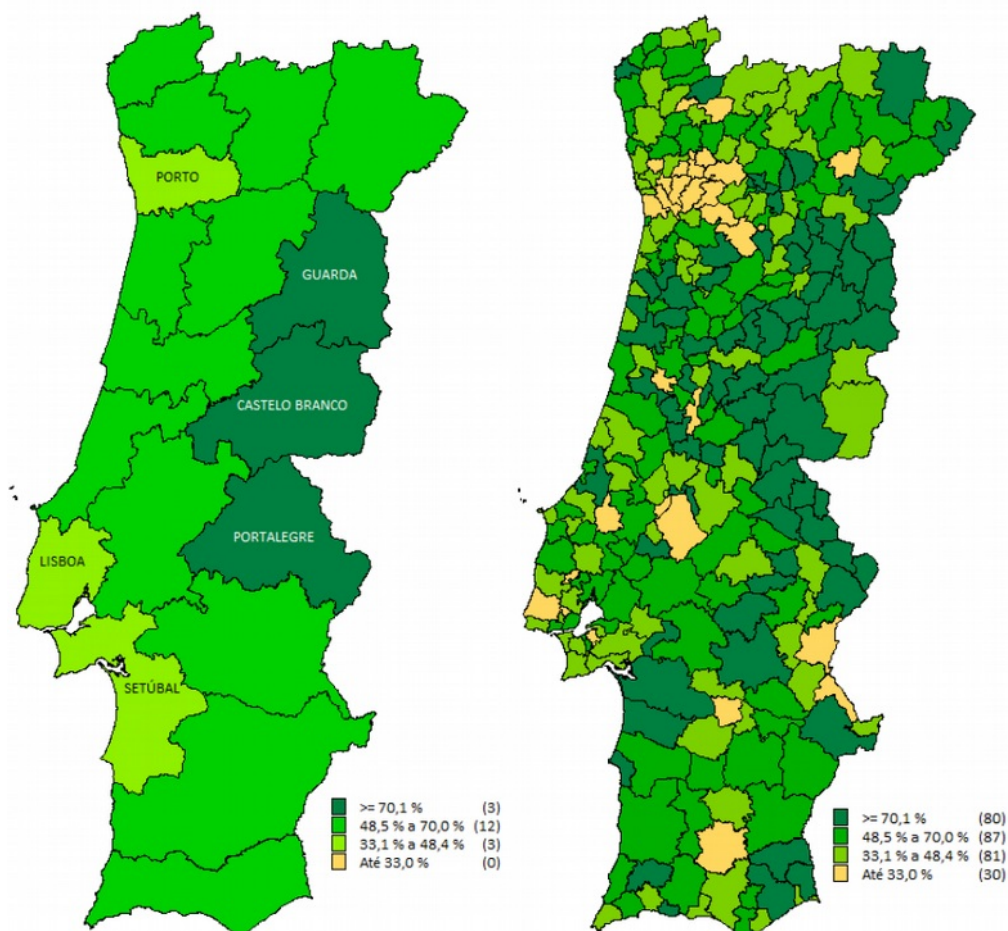 PORTO
GUARDA
CASTELO BRANCO
PORTALEGRE
LISBOA
SETÚBAL
>= 70,1 % (3)
48,5 % a 70,0 % (12)
33,1 % a 48,4 % (3)
Até 33,0 % (0)
>= 70,1 % (80)
48,5 % a 70,0 % (87)
33,1 % a 48,4 % (81)
Até 33,0 % (30)